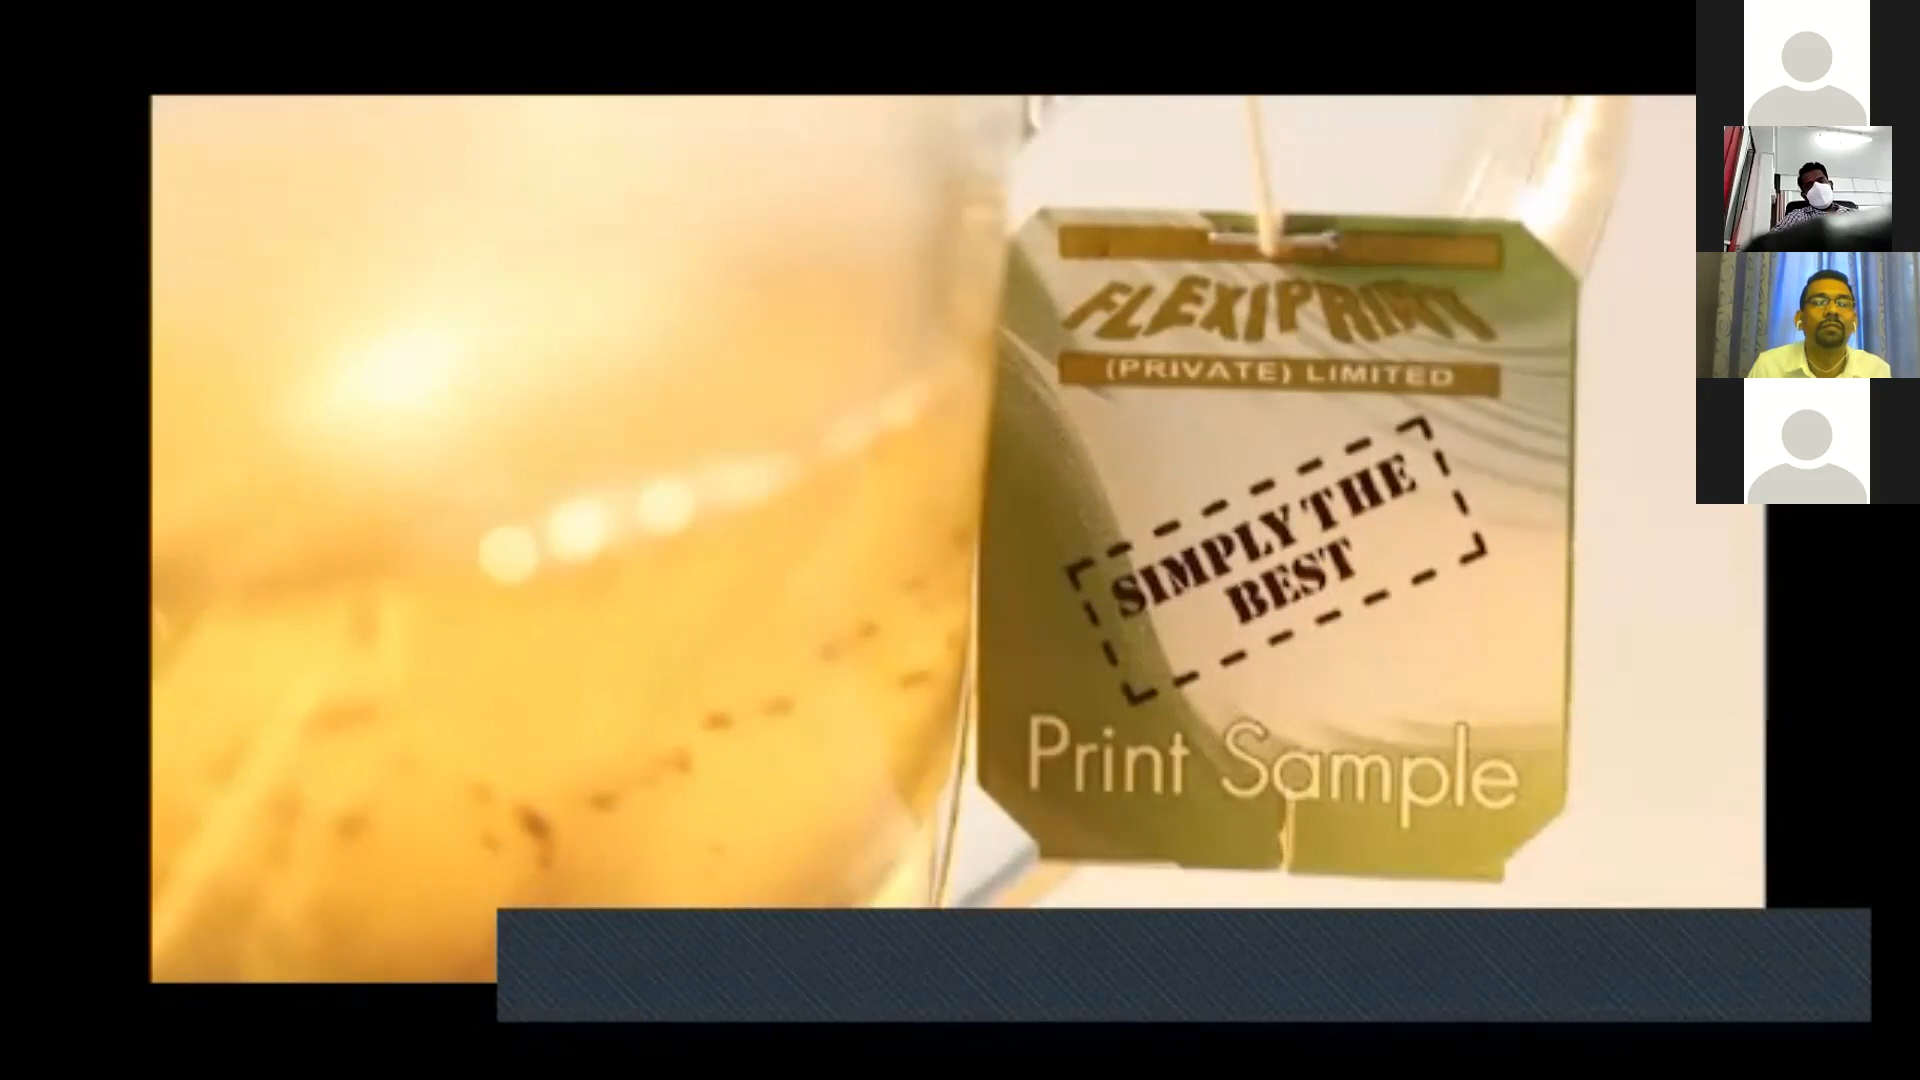 FLEXIPRINT
(PRIVATE) LIMITED
SIMPLY THE
BEST
Print Sample